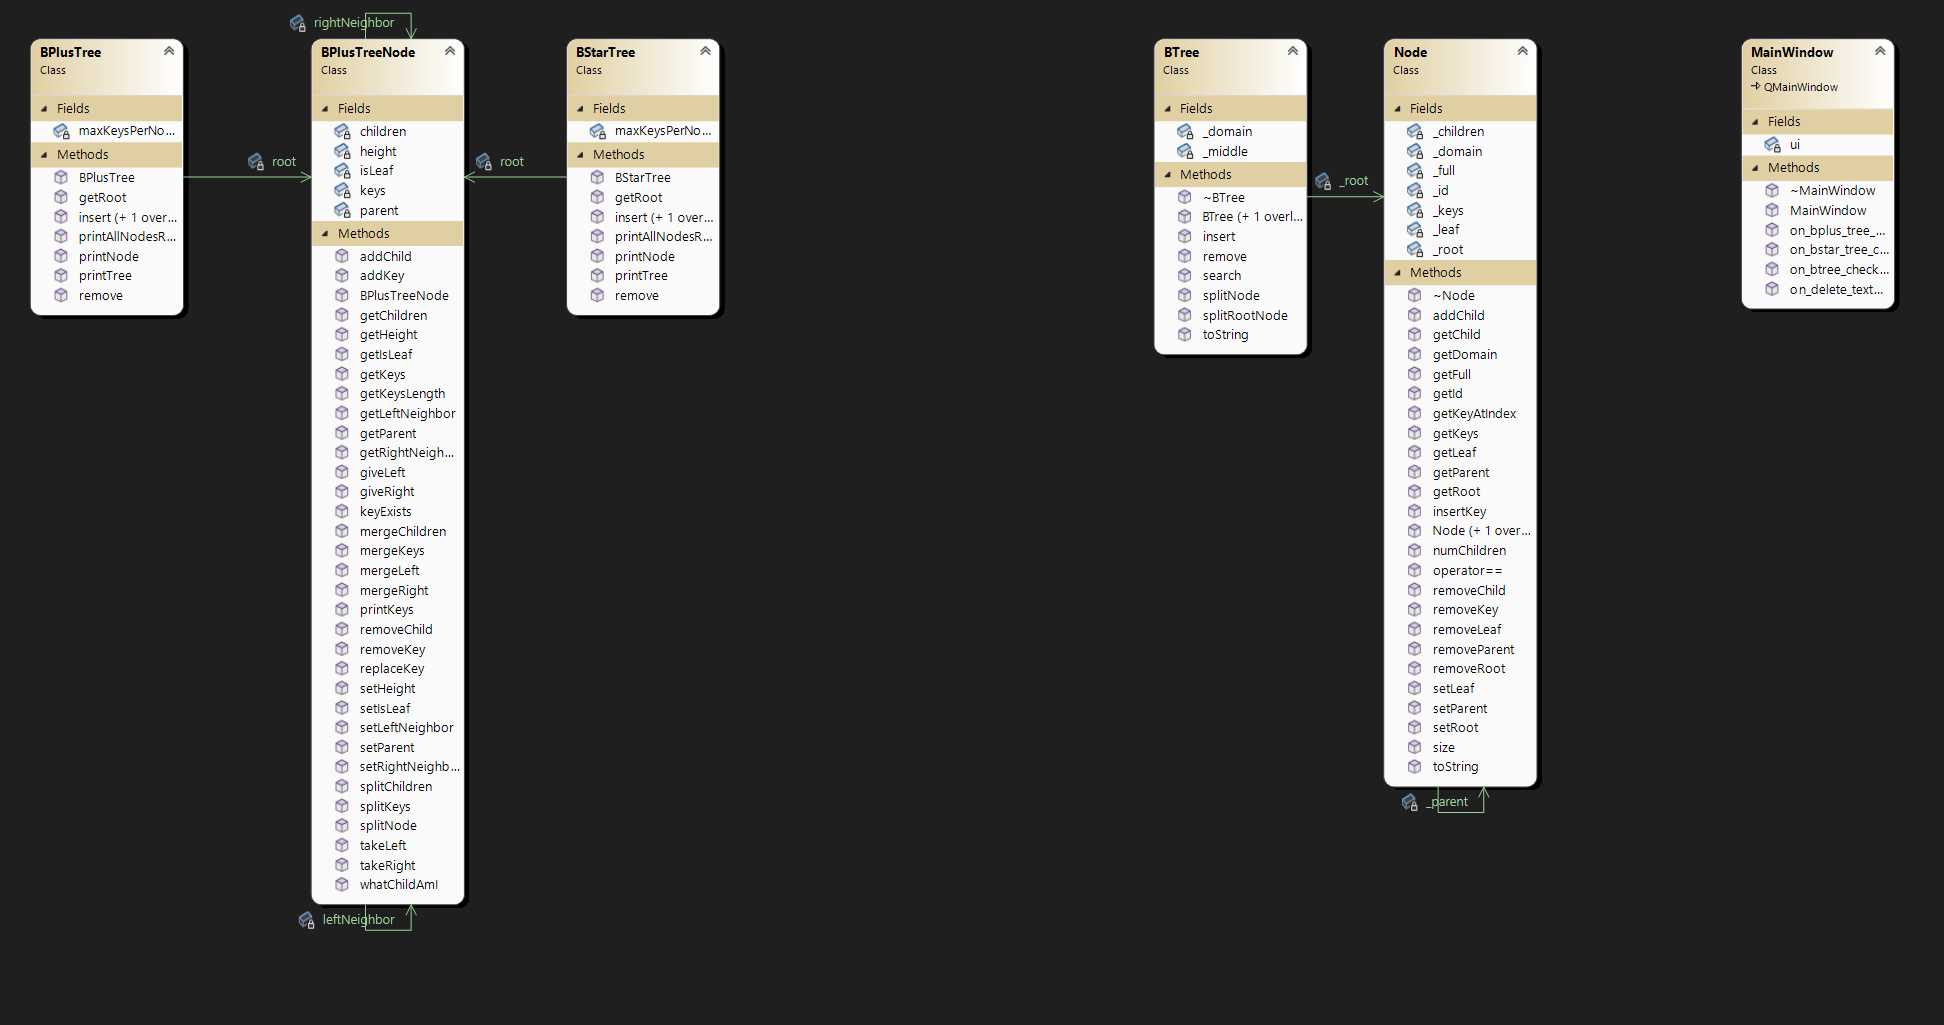 rightNeighbor
BPlusTree
Class
Fields
maxKeysPerNo...
Methods
BPlusTree
getRoot
insert (+ 1 over...
printAllNodesR...
printNode
printTree
remove
root
BPlusTreeNode
Class
Fields
children
height
isLeaf
keys
parent
Methods
addChild
addKey
BPlusTreeNode
getChildren
getHeight
getIsLeaf
getKeys
getKeysLength
getLeftNeighbor
getParent
getRightNeigh...
giveLeft
giveRight
keyExists
mergeChildren
mergeKeys
mergeLeft
mergeRight
printKeys
removeChild
removeKey
replaceKey
setHeight
setIsLeaf
setLeftNeighbor
setParent
setRightNeighb...
splitChildren
splitKeys
splitNode
takeLeft
takeRight
whatChildAmI
leftNeighbor
root
BStarTree
Class
Fields
maxKeysPerNo...
Methods
BStarTree
getRoot
insert (+ 1 over...
printAllNodesR...
printNode
printTree
remove
BTree
Class
Fields
_domain
_middle
Methods
~BTree
BTree (+ 1 overl...
insert
remove
search
splitNode
splitRootNode
toString
_root
Node
Class
Fields
_children
_domain
_full
_id
_keys
_leaf
_root
Methods
~Node
addChild
getChild
getDomain
getFull
getId
getKeyAtIndex
getKeys
getLeaf
getParent
getRoot
insertKey
Node (+ 1 over...
numChildren
operator==
removeChild
removeKey
removeLeaf
removeParent
removeRoot
setLeaf
setParent
setRoot
size
toString
_parent
MainWindow
Class
QMainWindow
Fields
ui
Methods
~MainWindow
MainWindow
on_bplus_tree_...
on_bstar_tree_c...
on_btree_check...
on_delete_text...